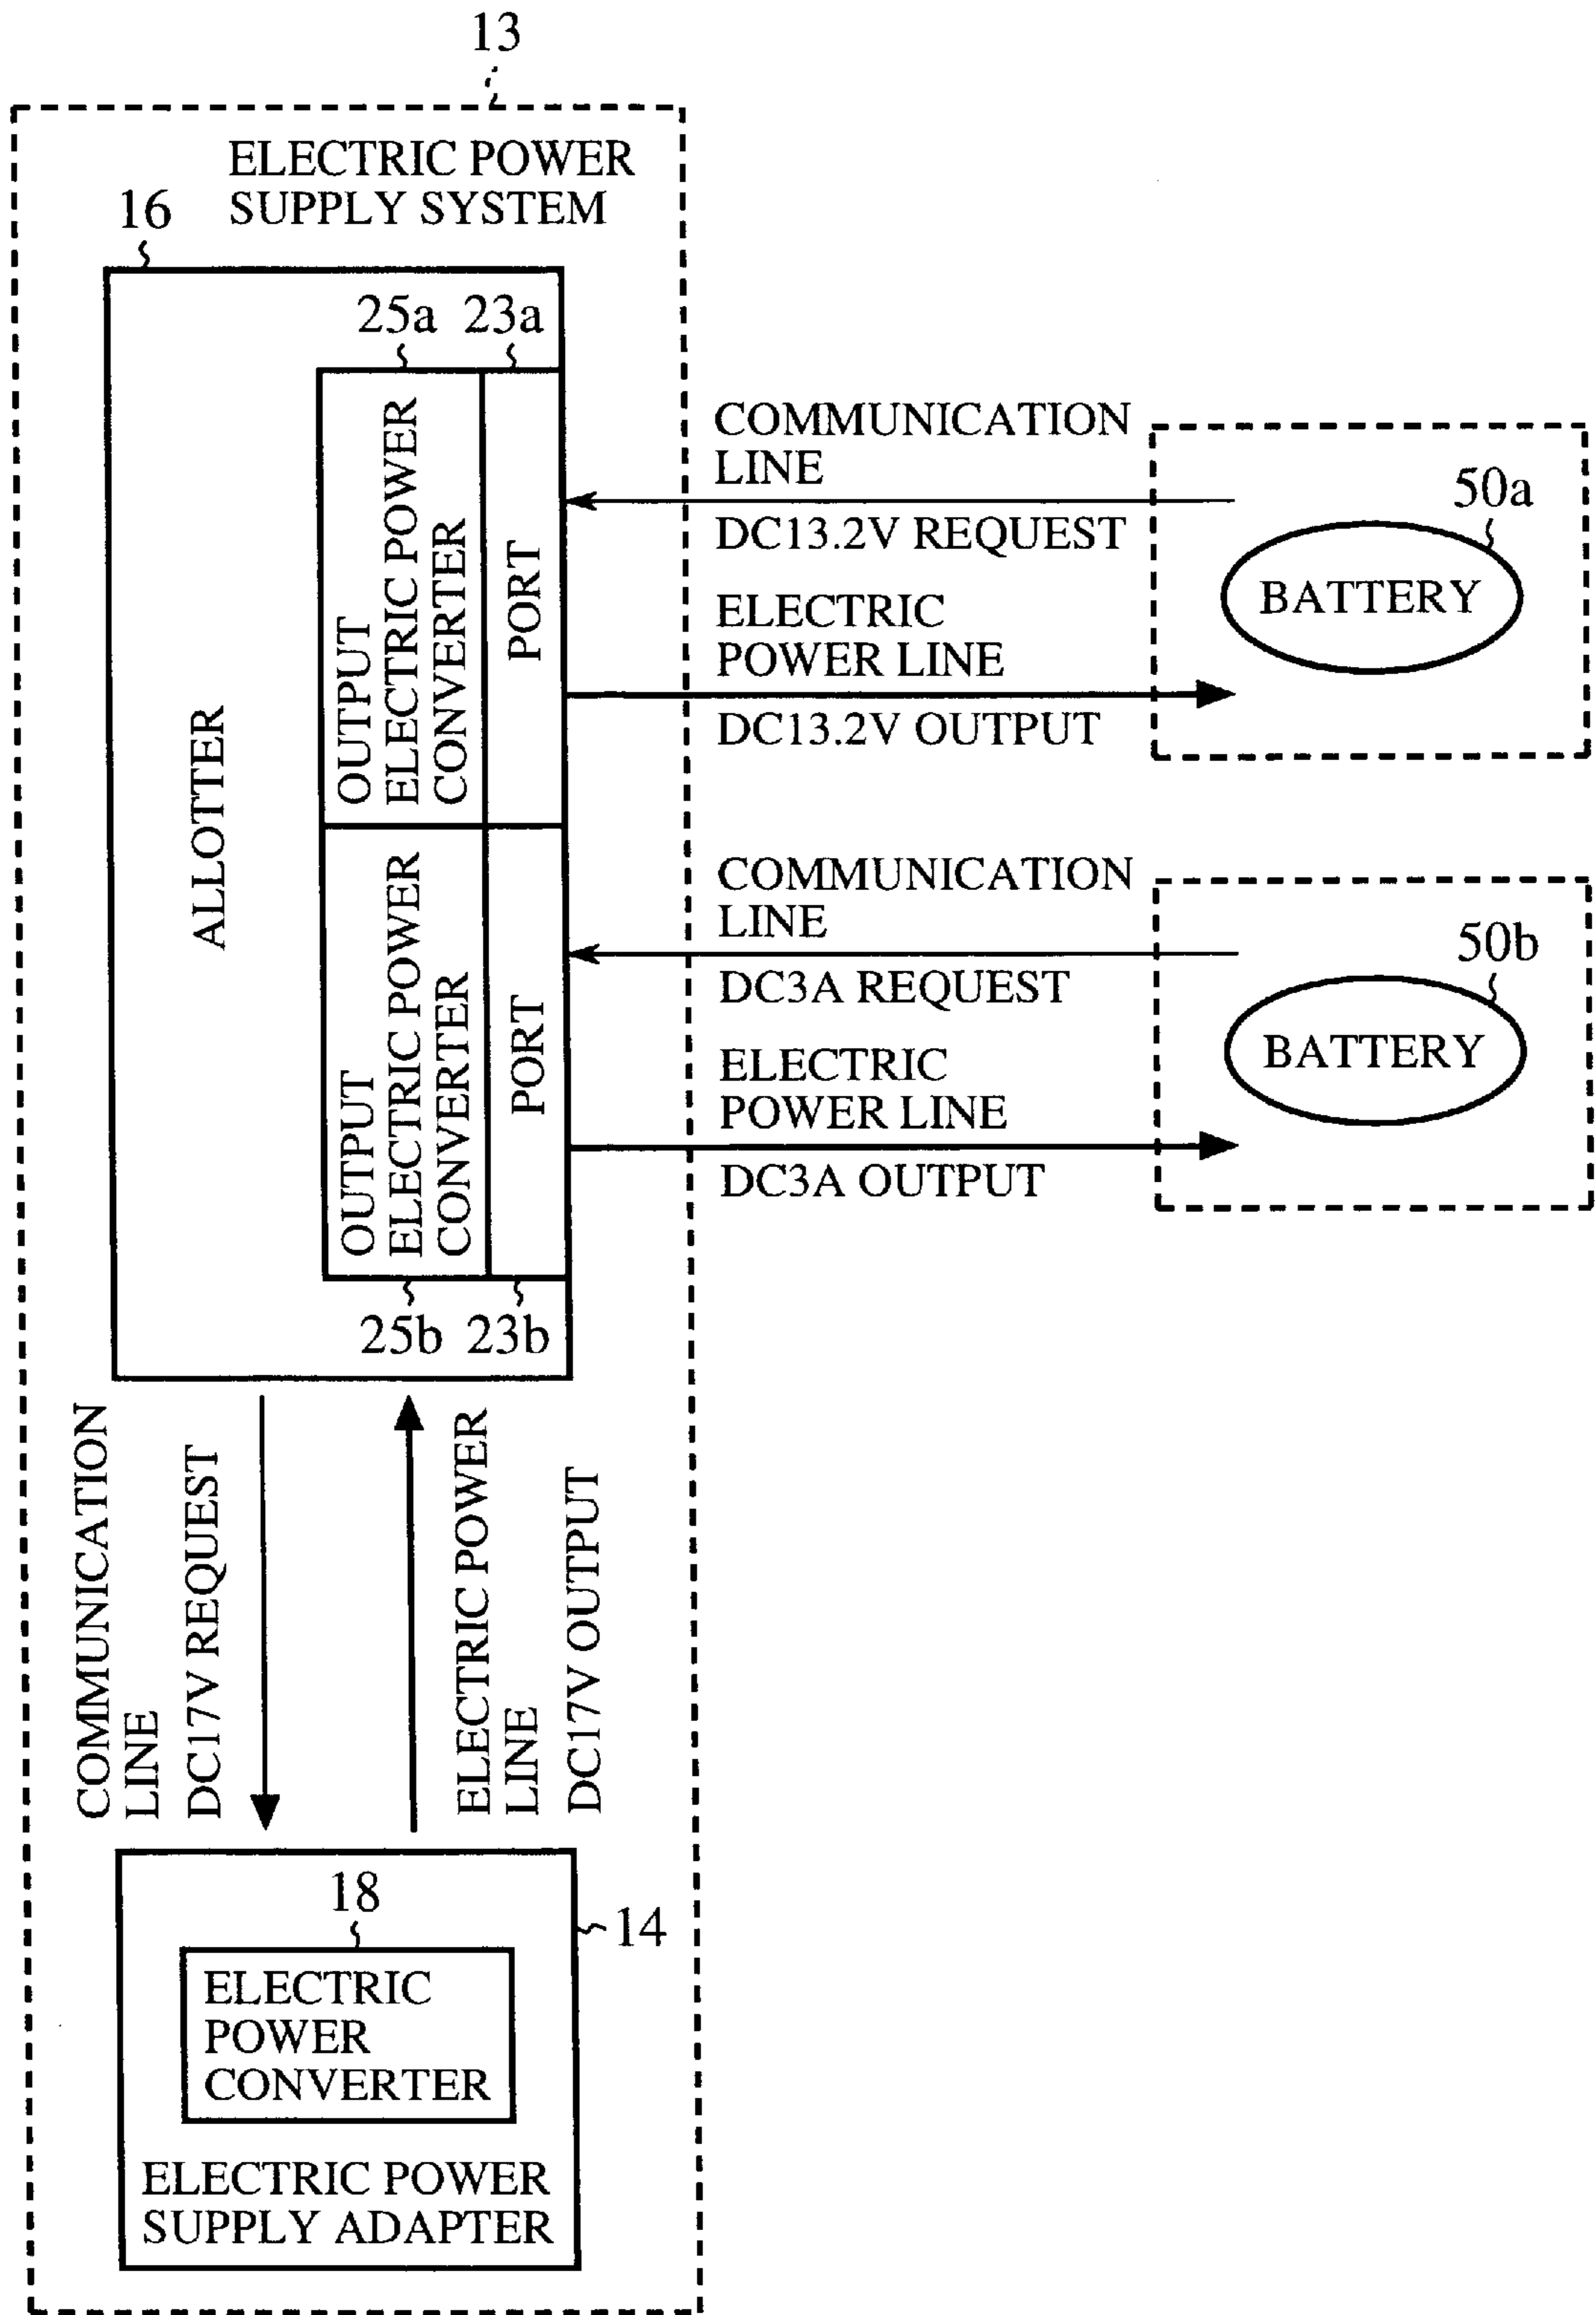 13
ELECTRIC POWER
SUPPLY SYSTEM
16
25a 23a
OUTPUT
ELECTRIC POWER
CONVERTER
PORT
COMMUNICATION
LINE
DC13.2V REQUEST
ELECTRIC
POWER LINE
DC13.2V OUTPUT
50a
BATTERY
ALLOTTER
OUTPUT
ELECTRIC POWER
CONVERTER
PORT
COMMUNICATION
LINE
DC3A REQUEST
ELECTRIC
POWER LINE
DC3A OUTPUT
50b
BATTERY
25b 23b
COMMUNICATION
LINE
DC17V REQUEST
ELECTRIC POWER
LINE
DC17V OUTPUT
18
14
ELECTRIC
POWER
CONVERTER
ELECTRIC POWER
SUPPLY ADAPTER